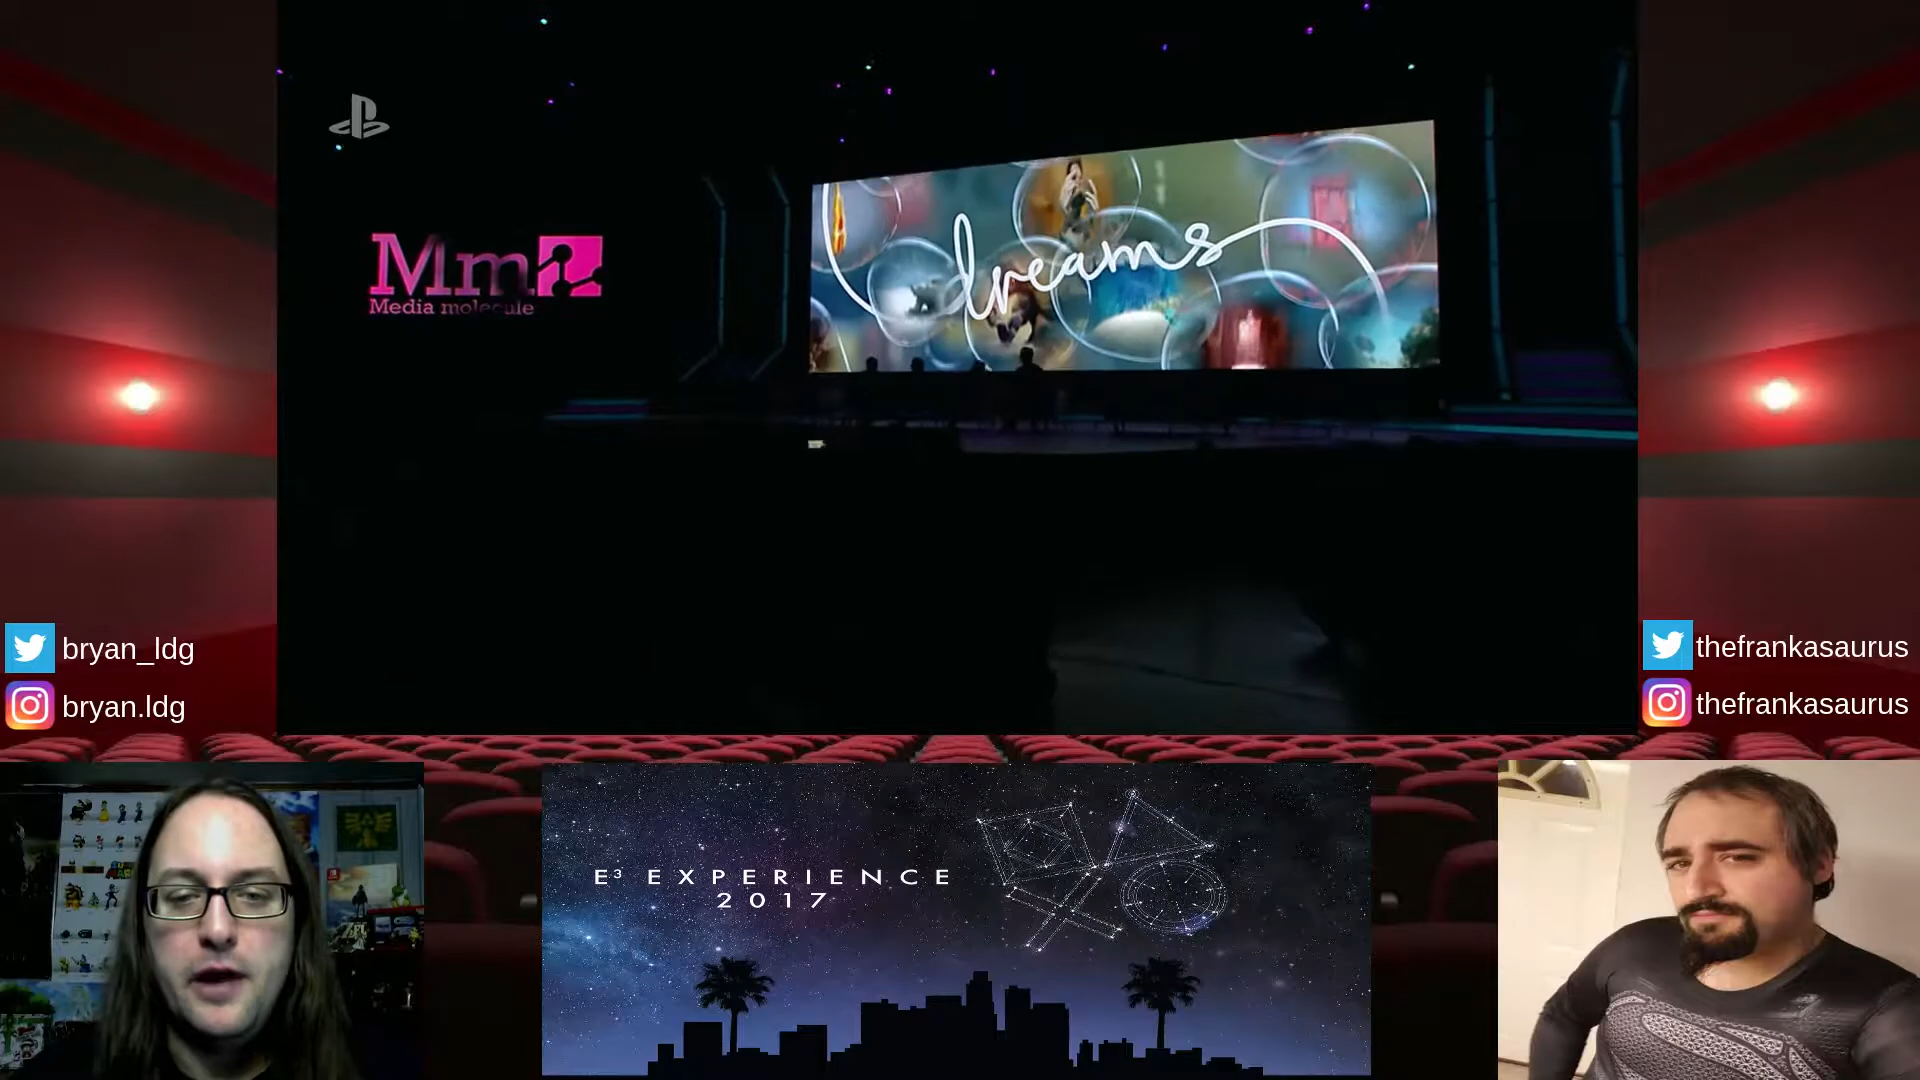 Mm
Media molecule
dreams
bryan_ldg
bryan.ldg
thefrankasaurus
thefrankasaurus
E³ EXPERIENCE
2017